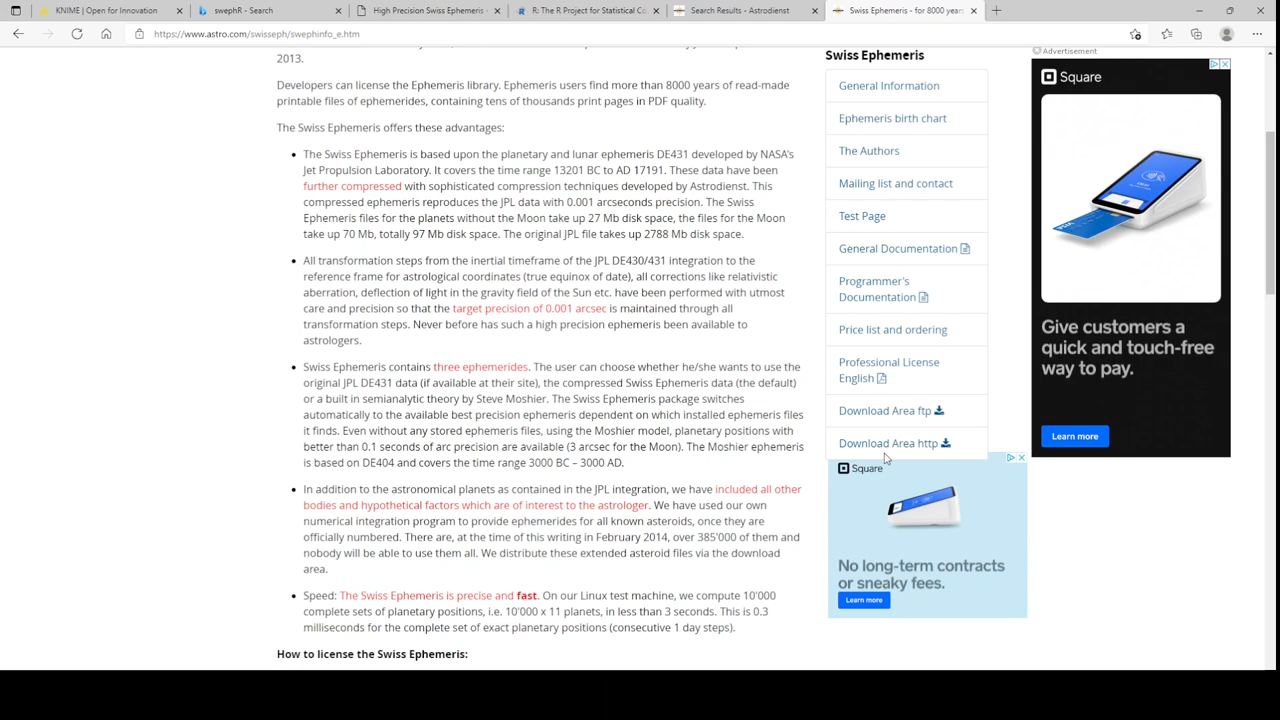 KNIME | Open for Innovation
swephR - Search
High Precision Swiss Ephemeris
R: The R Project for Statistical Co
Search Results - Astrodienst
Swiss Ephemeris - for 8000 years
https://www.astro.com/swisseph/swephinfo_e.htm
2013.
Developers can license the Ephemeris library. Ephemeris users find more than 8000 years of read-made
printable files of ephemerides, containing tens of thousands print pages in PDF quality.
The Swiss Ephemeris offers these advantages:
The Swiss Ephemeris is based upon the planetary and lunar ephemeris DE431 developed by NASA's
Jet Propulsion Laboratory. It covers the time range 13201 BC to AD 17191. These data have been
further compressed with sophisticated compression techniques developed by Astrodienst. This
compressed ephemeris reproduces the JPL data with 0.001 arcseconds precision. The Swiss
Ephemeris files for the planets without the Moon take up 27 Mb disk space, the files for the Moon
take up 70 Mb, totally 97 Mb disk space. The original JPL file takes up 2788 Mb disk space.
All transformation steps from the inertial timeframe of the JPL DE430/431 integration to the
reference frame for astrological coordinates (true equinox of date), all corrections like relativistic
aberration, deflection of light in the gravity field of the Sun etc. have been performed with utmost
care and precision so that the target precision of 0.001 arcsec is maintained through all
transformation steps. Never before has such a high precision ephemeris been available to
astrologers.
Swiss Ephemeris contains three ephemerides. The user can choose whether he/she wants to use the
original JPL DE431 data (if available at their site), the compressed Swiss Ephemeris data (the default)
or a built in semianalytic theory by Steve Moshier. The Swiss Ephemeris package switches
automatically to the available best precision ephemeris dependent on which installed ephemeris files
it finds. Even without any stored ephemeris files, using the Moshier model, planetary positions with
better than 0.1 seconds of arc precision are available (3 arcsec for the Moon). The Moshier ephemeris
is based on DE404 and covers the time range 3000 BC – 3000 AD.
In addition to the astronomical planets as contained in the JPL integration, we have included all other
bodies and hypothetical factors which are of interest to the astrologer. We have used our own
numerical integration program to provide ephemerides for all known asteroids, once they are
officially numbered. There are, at the time of this writing in February 2014, over 385'000 of them and
nobody will be able to use them all. We distribute these extended asteroid files via the download
area.
Speed: The Swiss Ephemeris is precise and fast. On our Linux test machine, we compute 10'000
complete sets of planetary positions, i.e. 10'000 x 11 planets, in less than 3 seconds. This is 0.3
milliseconds for the complete set of exact planetary positions (consecutive 1 day steps).
How to license the Swiss Ephemeris:
Swiss Ephemeris
General Information
Ephemeris birth chart
The Authors
Mailing list and contact
Test Page
General Documentation
Programmer's
Documentation
Price list and ordering
Professional License
English
Download Area ftp
Download Area http
Square
No long-term contracts
or sneaky fees.
Learn more
Advertisement
Square
Give customers a
quick and touch-free
way to pay.
Learn more